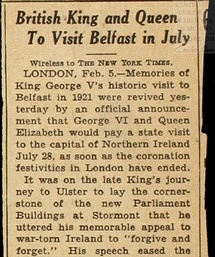 British King and Queen
To Visit Belfast in July
Wireless to THE NEW YORK TIMES.
LONDON, Feb. 5.—Memories of
King George V's historic visit to
Belfast in 1921 were revived yes-
terday by an official announce-
ment that George VI and Queen
Elizabeth would pay a state visit
to the capital of Northern Ireland
July 28, as soon as the coronation
festivities in London have ended.
It was on the late King's jour-
ney to Ulster to lay the corner-
stone of the new Parliament
Buildings at Stormont that he
uttered his memorable appeal to
war-torn Ireland to "forgive and
forget." His speech eased the